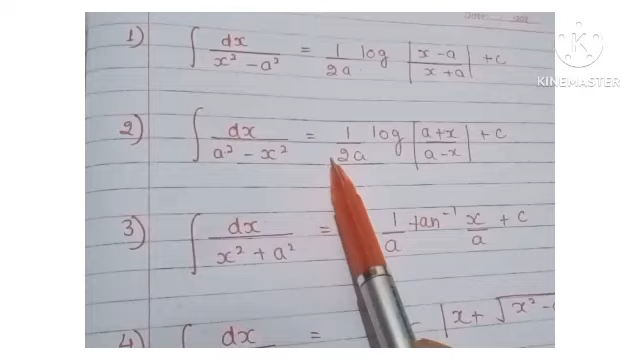 1) ∫ dx / (x² - a²) = 1/2a log |(x-a)/(x+a)| + c
KINEMASTER
2) ∫ dx / (a² - x²) = 1/2a log |(a+x)/(a-x)| + c
3) ∫ dx / (x² + a²) = 1/a tan⁻¹ x/a + c
4) ∫ dx = |x + √x² -